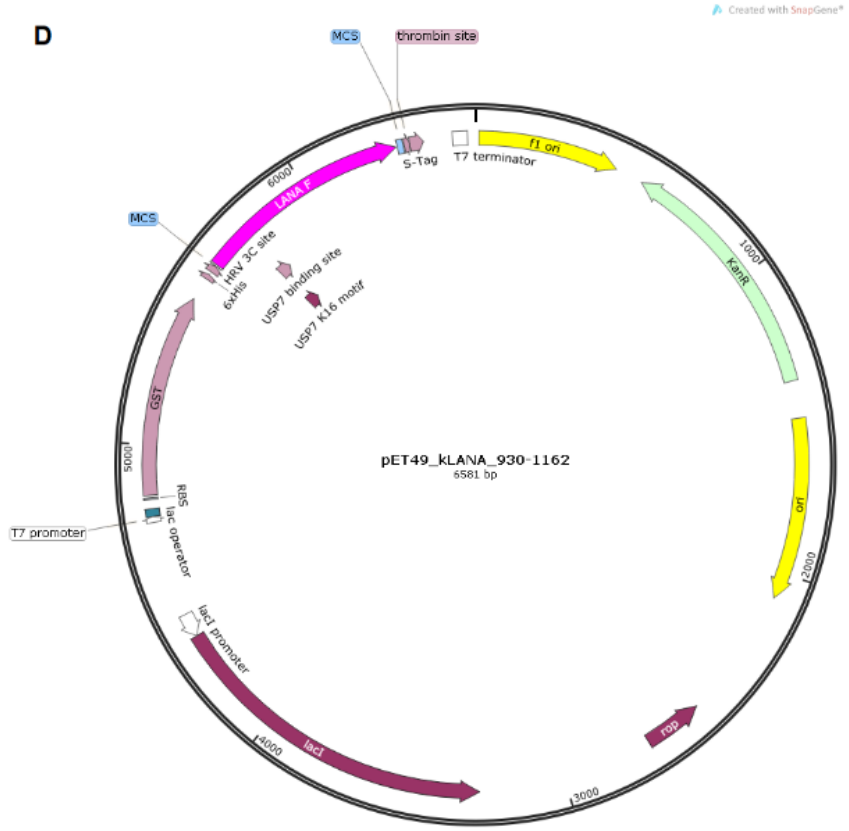 Created with SnapGene®
D
MCS
thrombin site
S-Tag
T7 terminator
f1 ori
6000
LANA F
1000
KanR
MCS
HRV 3C site
6xHis
USP7 binding site
USP7 K16 motif
GST
5000
pET49_kLANA_930-1162
6581 bp
RBS
ori
T7 promoter
lac operator
2000
lacI promoter
rop
4000
lacI
3000